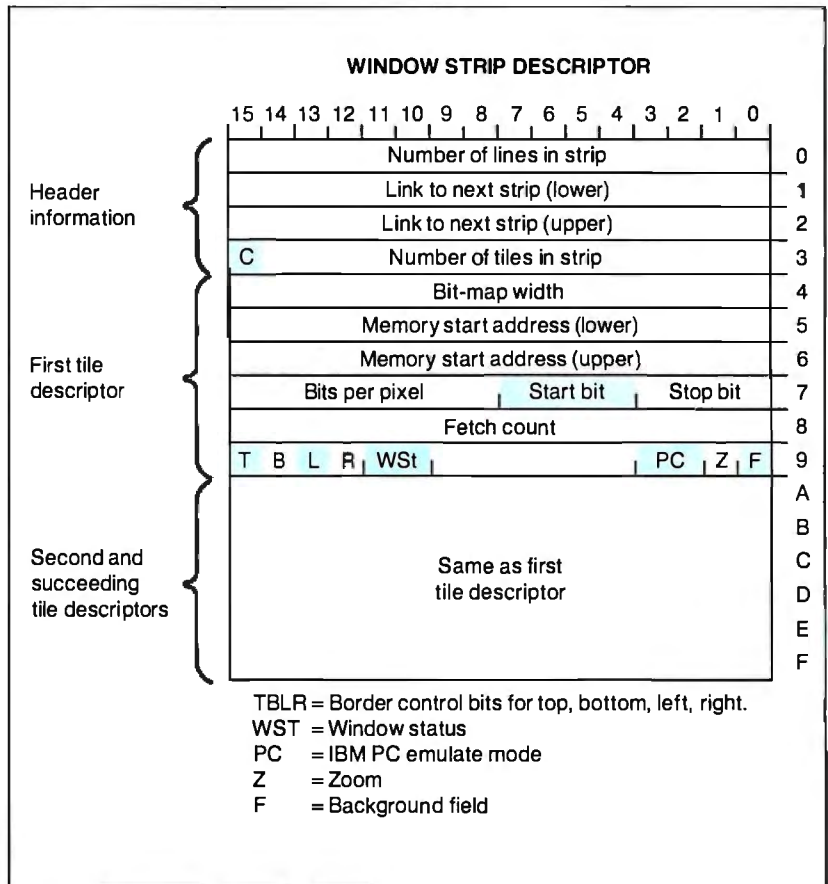 WINDOW STRIP DESCRIPTOR
15 14 13 12 11 10 9 8 7 6 5 4 3 2 1 0
Header
information
Number of lines in strip 0
Link to next strip (lower) 1
Link to next strip (upper) 2
C Number of tiles in strip 3
First tile
descriptor
Bit-map width 4
Memory start address (lower) 5
Memory start address (upper) 6
Bits per pixel Start bit Stop bit 7
Fetch count 8
T B L R WSt PC Z F 9
Second and
succeeding
tile descriptors
Same as first
tile descriptor
A
B
C
D
E
F
TBLR = Border control bits for top, bottom, left, right.
WST = Window status
PC = IBM PC emulate mode
Z = Zoom
F = Background field